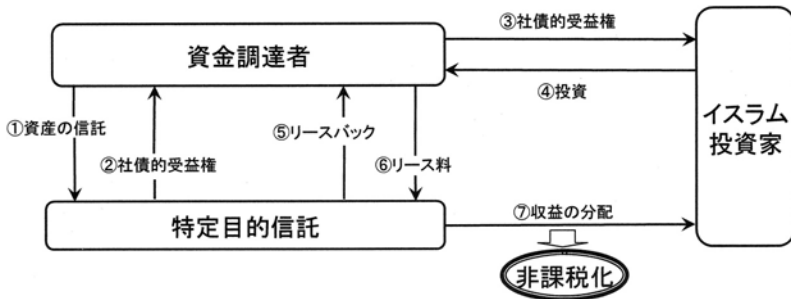 ③社債的受益権
資金調達者
④投資
イスラム
投資家
①資産の信託
⑤リースバック
②社債的受益権
⑥リース料
⑦収益の分配
特定目的信託
非課税化